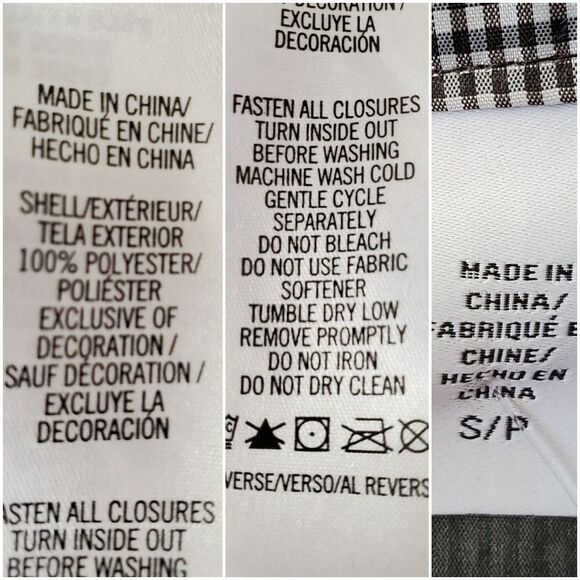 MADE IN CHINA/
FABRIQUÉ EN CHINE/
HECHO EN CHINA
SHELL/EXTÉRIEUR/
TELA EXTERIOR
100% POLYESTER/
POLIÉSTER
EXCLUSIVE OF
DECORATION/
SAUF DÉCORATION /
EXCLUYE LA
DECORACIÓN
ASTEN ALL CLOSURES
TURN INSIDE OUT
BEFORE WASHING
DECORATION/
EXCLUYE LA
DECORACIÓN
FASTEN ALL CLOSURES
TURN INSIDE OUT
BEFORE WASHING
MACHINE WASH COLD
GENTLE CYCLE
SEPARATELY
DO NOT BLEACH
DO NOT USE FABRIC
SOFTENER
TUMBLE DRY LOW
REMOVE PROMPTLY
DO NOT IRON
DO NOT DRY CLEAN
VERSE/VERSO/AL REVERS
MADE IN
CHINA/
FABRIQUÉ E
CHINE/
HECHO EN
CHINA
S/P